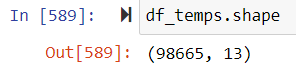 In [589]: df_temps.shape
Out[589]: (98665, 13)